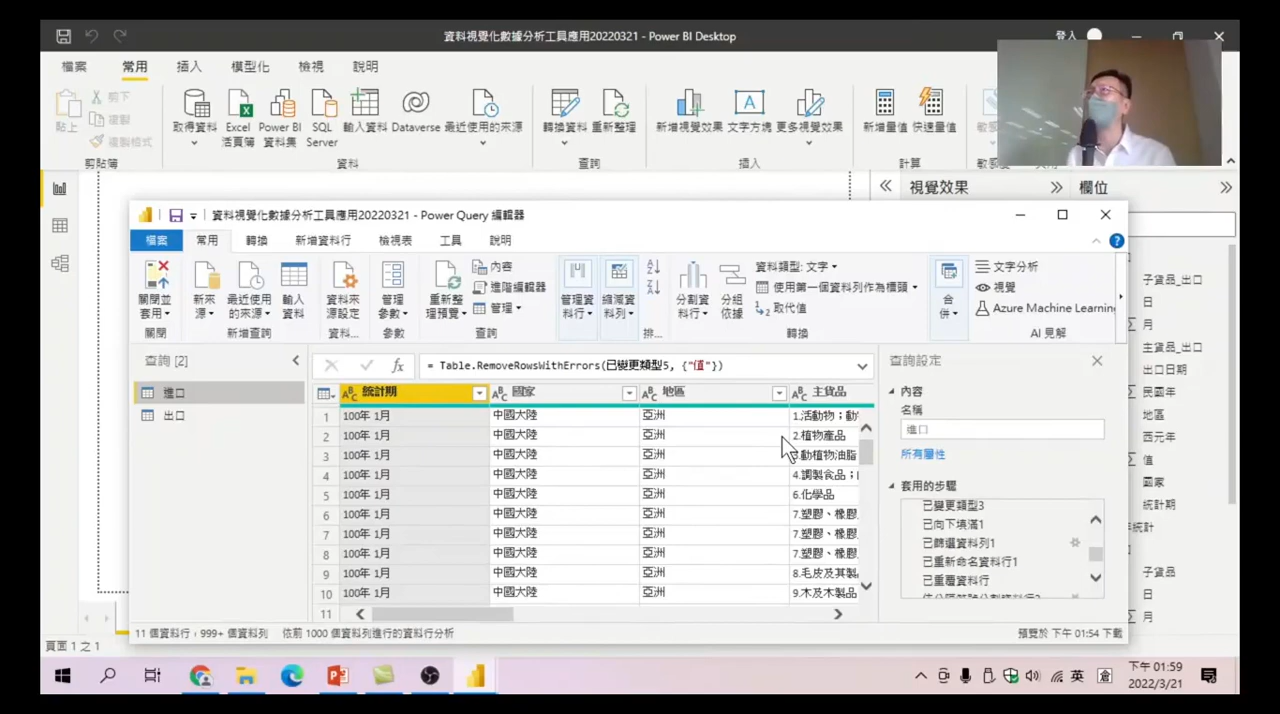 資料視覺化數據分析工具應用20220321 - Power BI Desktop
登入
檔案 常用 插入 模型化 檢視 說明
貼上 剪下 複製 複製格式
取得資料 Excel 活頁簿 Power BI 資料集 SQL Server 輸入資料 Dataverse 最近使用的來源
轉換資料 重新整理
新增視覺效果 文字方塊 更多視覺效果
新增量值 快速量值
剪貼簿 資料 查詢 插入 計算
視覺效果 欄位
資料視覺化數據分析工具應用20220321 - Power Query 編輯器
檔案 常用 轉換 新增資料行 檢視表 工具 說明
關閉並套用 新來源 最近使用的來源 輸入資料 資料來源設定 管理參數 重新整理預覽 內容 進階編輯器 管理
管理資料行 縮減資料列 分割資料行 分組依據 資料類型: 文字 使用第一個資料列作為標頭 取代值
合併 文字分析 視覺 Azure Machine Learning
關閉 新增查詢 資料... 參數 查詢 排... 轉換 AI 見解
查詢 [2]
進口
出口
= Table.RemoveRowsWithErrors(已變更類型5, {"值"})
統計期 國家 地區 主貨品
1 100年 1月 中國大陸 亞洲 1.活動物；動
2 100年 1月 中國大陸 亞洲 2.植物產品
3 100年 1月 中國大陸 亞洲 動植物油脂
4 100年 1月 中國大陸 亞洲 4.調製食品；
5 100年 1月 中國大陸 亞洲 6.化學品
6 100年 1月 中國大陸 亞洲 7.塑膠、橡膠
7 100年 1月 中國大陸 亞洲 7.塑膠、橡膠
8 100年 1月 中國大陸 亞洲 7.塑膠、橡膠
9 100年 1月 中國大陸 亞洲 8.毛皮及其製
10 100年 1月 中國大陸 亞洲 9.木及木製品
11
查詢設定
內容
名稱
進口
所有屬性
套用的步驟
已變更類型3
已向下填滿1
已篩選資料列1
已重新命名資料行1
已重覆資料行
11 個資料行，999+ 個資料列 依前 1000 個資料列進行的資料行分析
預覽於 下午 01:54 下載
子貨品_出口
日
月
主貨品_出口
出口日期
民國年
地區
西元年
值
國家
統計期
統計
子貨品
日
月
頁面 1 之 1
英
下午 01:59
2022/3/21